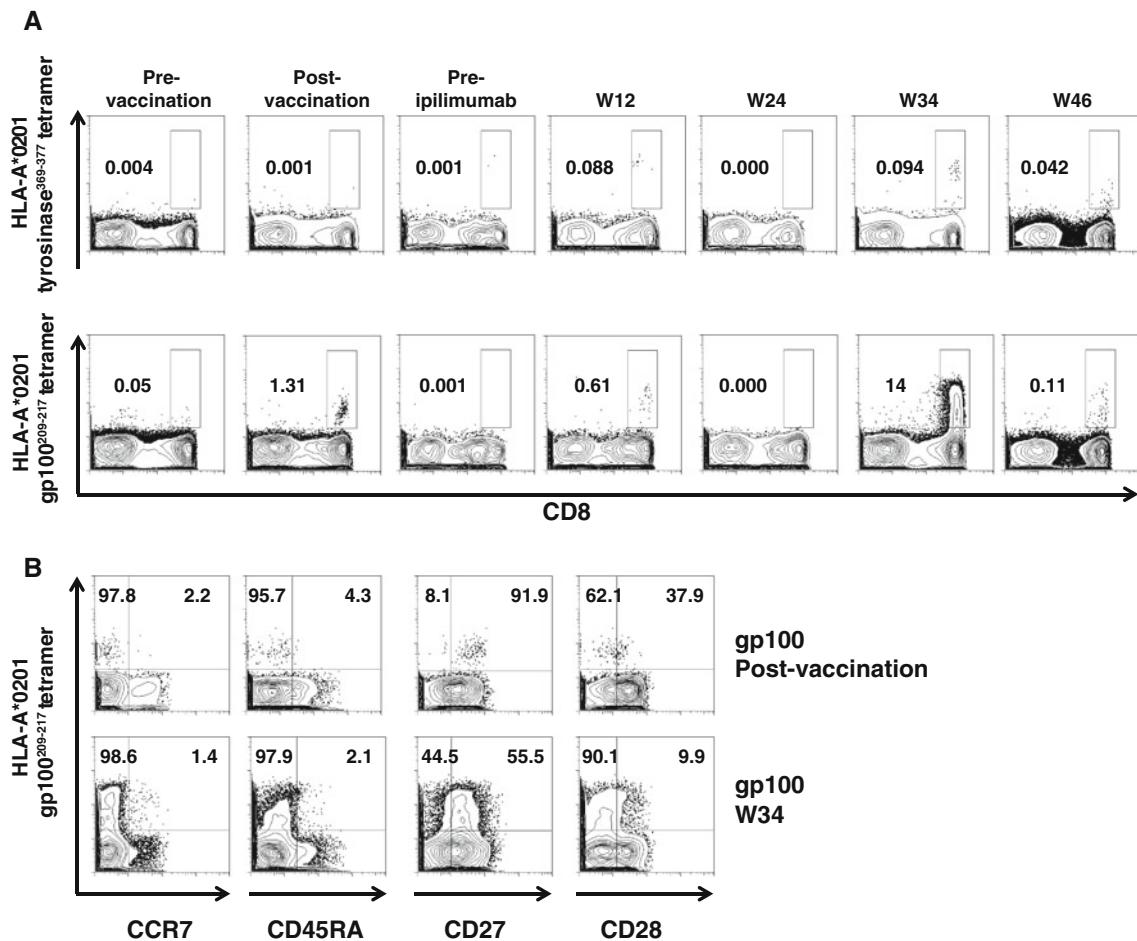 A
Pre-
vaccination
Post-
vaccination
Pre-
ipilimumab
W12
W24
W34
W46
HLA-A*0201
tyrosinase369-377 tetramer
0.004
0.001
0.001
0.088
0.000
0.094
0.042
HLA-A*0201
gp100209-217 tetramer
0.05
1.31
0.001
0.61
0.000
14
0.11
CD8
B
HLA-A*0201
gp100209-217 tetramer
97.8 2.2
95.7 4.3
8.1 91.9
62.1 37.9
gp100
Post-vaccination
98.6 1.4
97.9 2.1
44.5 55.5
90.1 9.9
gp100
W34
CCR7
CD45RA
CD27
CD28